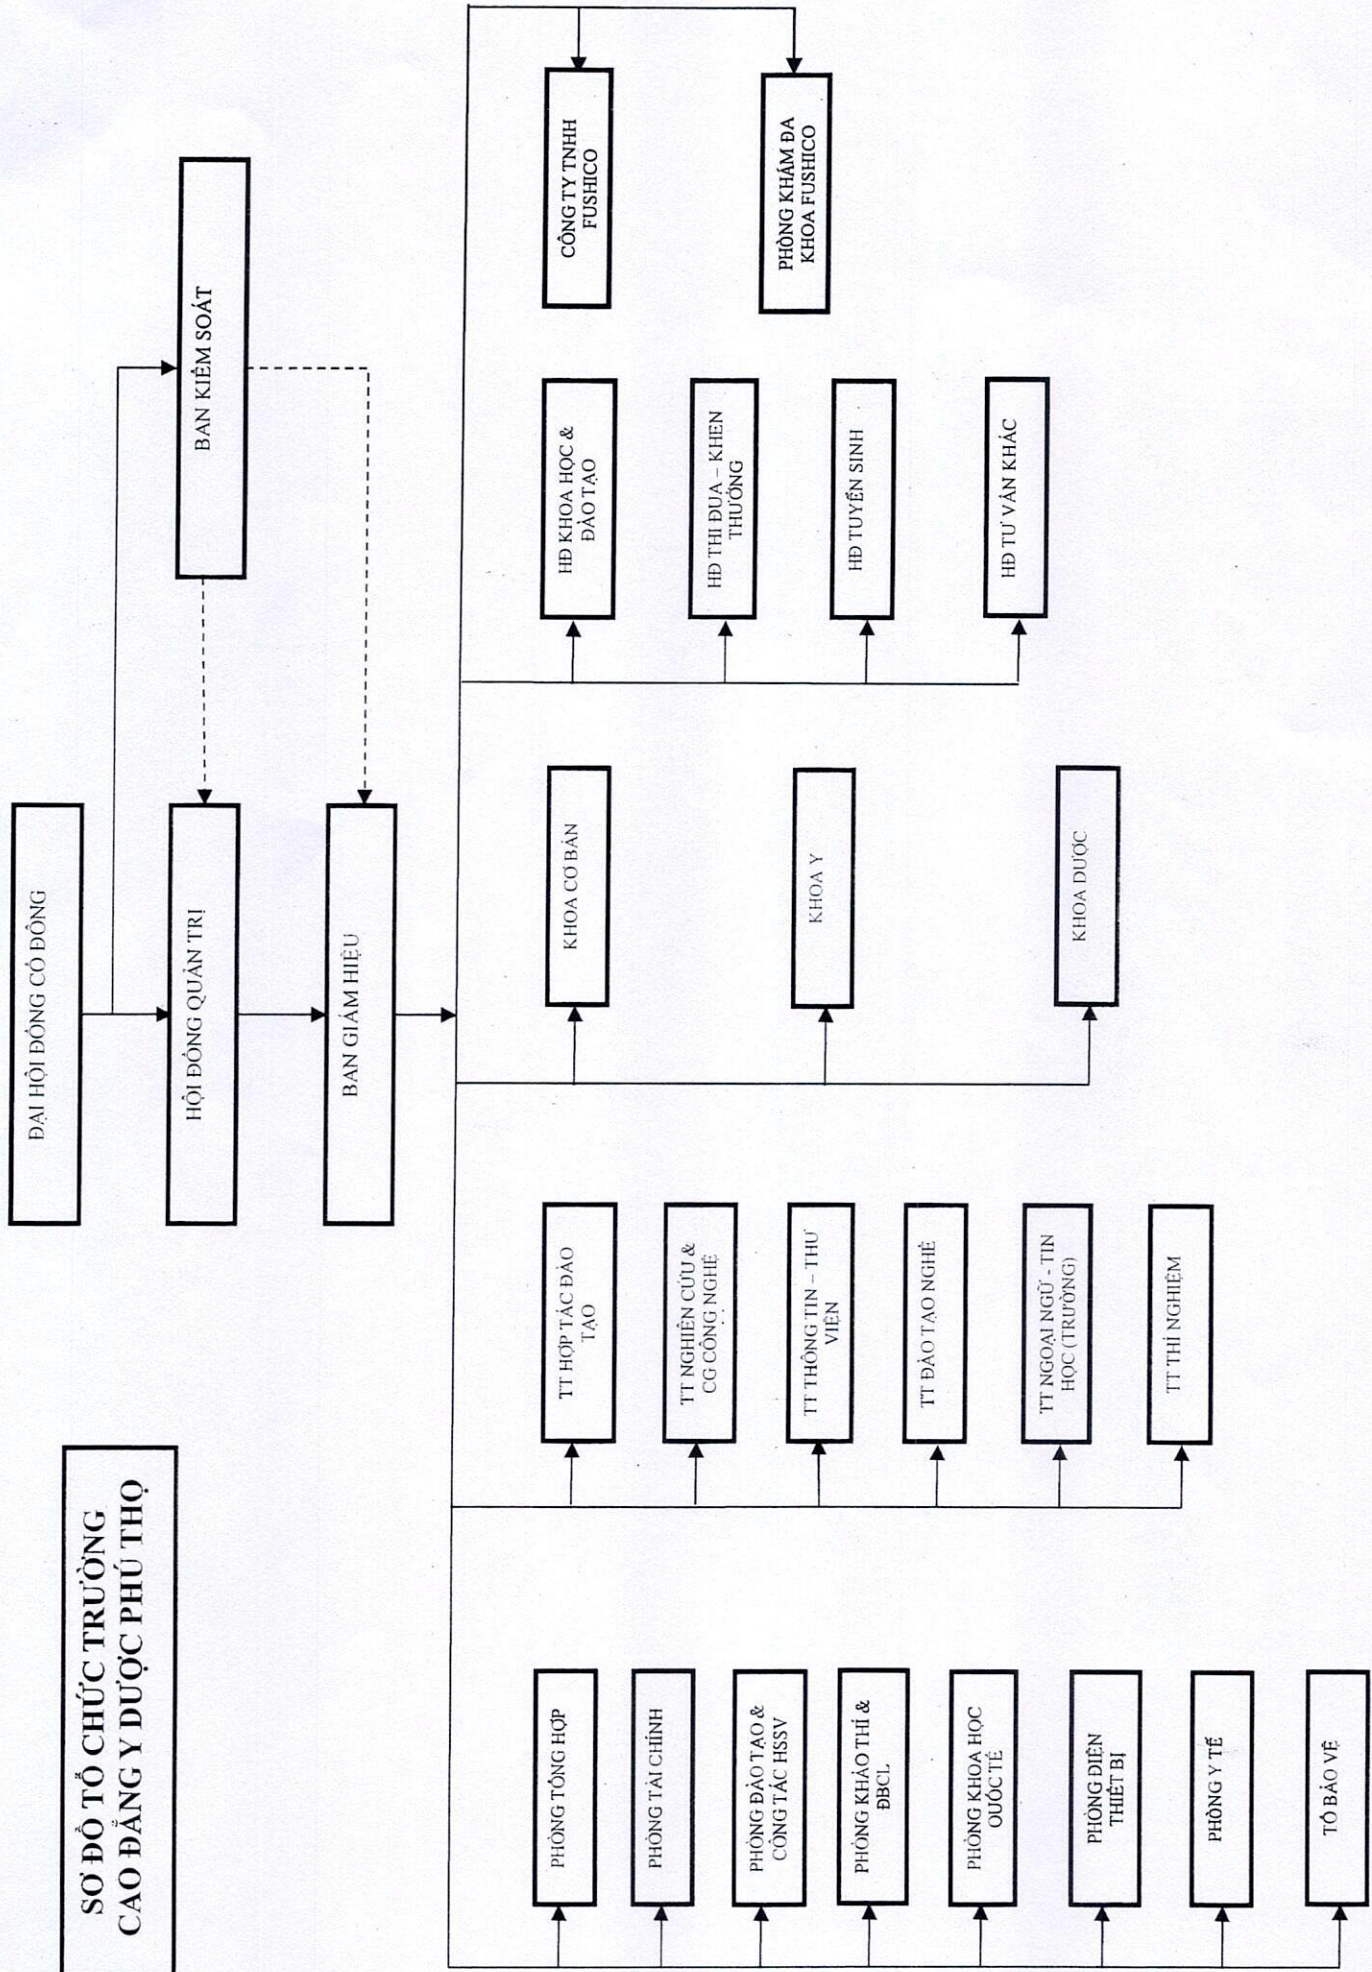 SƠ ĐỒ TỔ CHỨC TRƯỜNG
CAO ĐẲNG Y DƯỢC PHÚ THỌ
ĐẠI HỘI ĐỒNG CỔ ĐÔNG
HỘI ĐỒNG QUẢN TRỊ
BAN KIỂM SOÁT
BAN GIÁM HIỆU
PHÒNG TỔNG HỢP
PHÒNG TÀI CHÍNH
PHÒNG ĐÀO TẠO &
CÔNG TÁC HSSV
PHÒNG KHẢO THÍ &
ĐBCL
PHÒNG KHOA HỌC
QUỐC TẾ
PHÒNG ĐIỆN
THIẾT BỊ
PHÒNG Y TẾ
TỔ BẢO VỆ
TT HỢP TÁC ĐÀO
TẠO
TT NGHIÊN CỨU &
CG CÔNG NGHỆ
TT THÔNG TIN – THƯ
VIỆN
TT ĐÀO TẠO NGHỀ
TT NGOẠI NGỮ - TIN
HỌC (TRƯỜNG)
TT THÍ NGHIỆM
KHOA CƠ BẢN
KHOA Y
KHOA DƯỢC
HĐ KHOA HỌC &
ĐÀO TẠO
HĐ THI ĐUA – KHEN
THƯỞNG
HĐ TUYỂN SINH
HĐ TƯ VẤN KHÁC
CÔNG TY TNHH
FUSHICO
PHÒNG KHÁM ĐA
KHOA FUSHICO